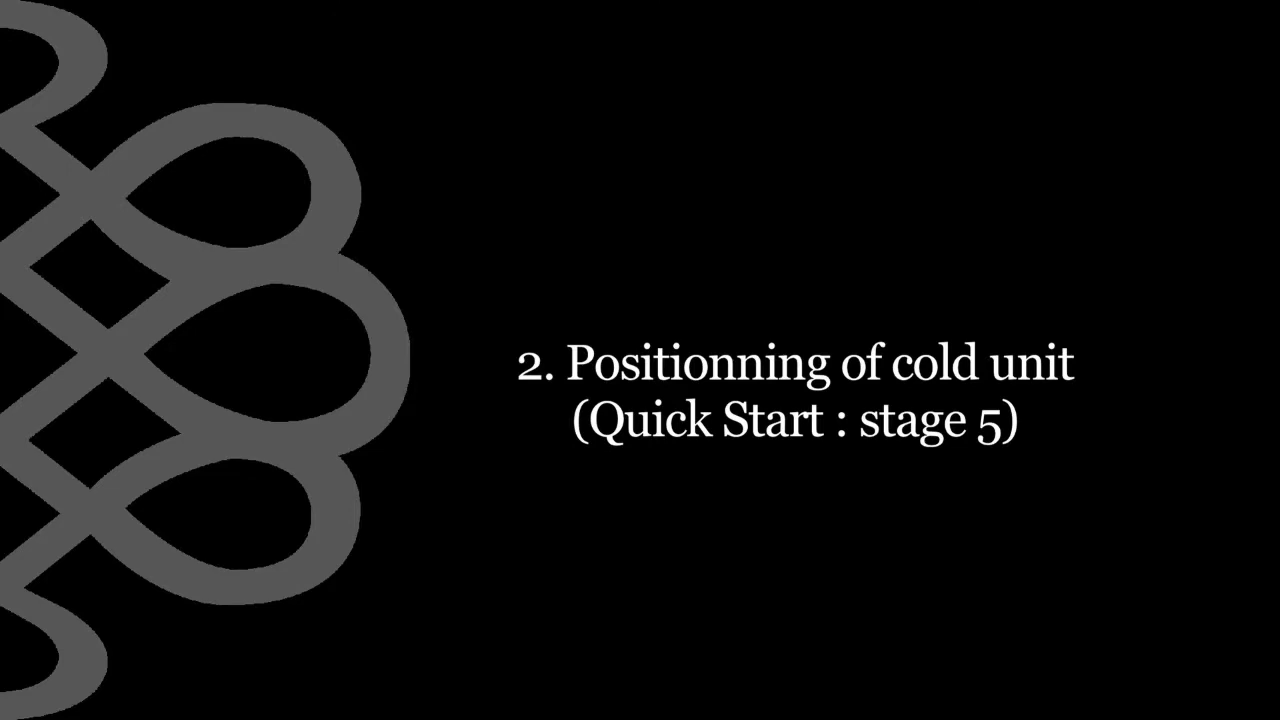 2. Positionning of cold unit
(Quick Start : stage 5)